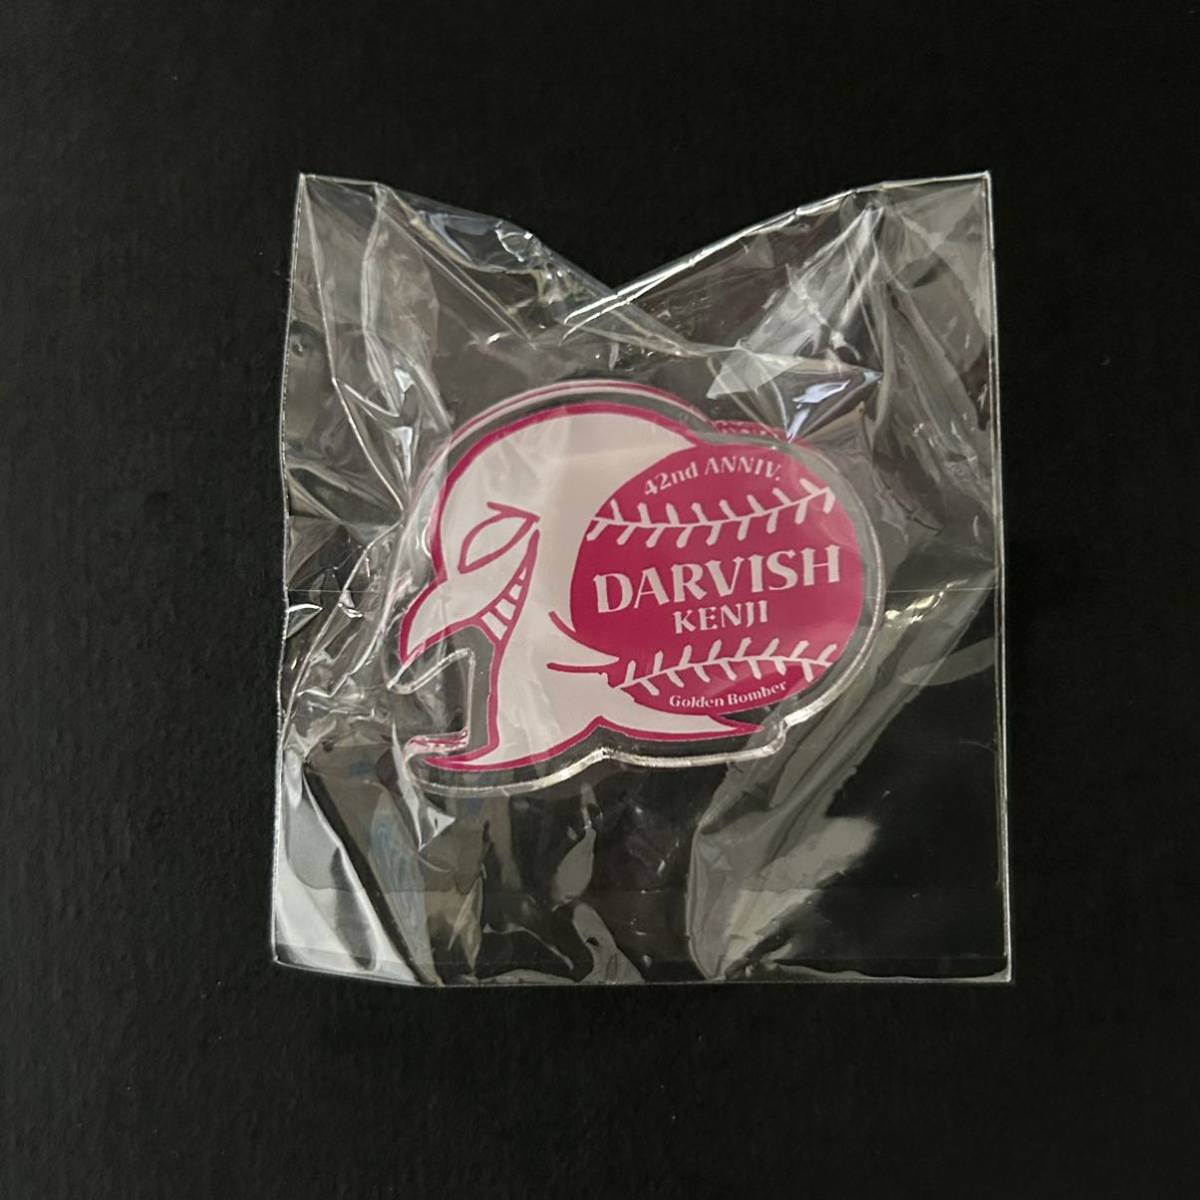 42nd ANNIV.
DARVISH
KENJI
Golden Bomber